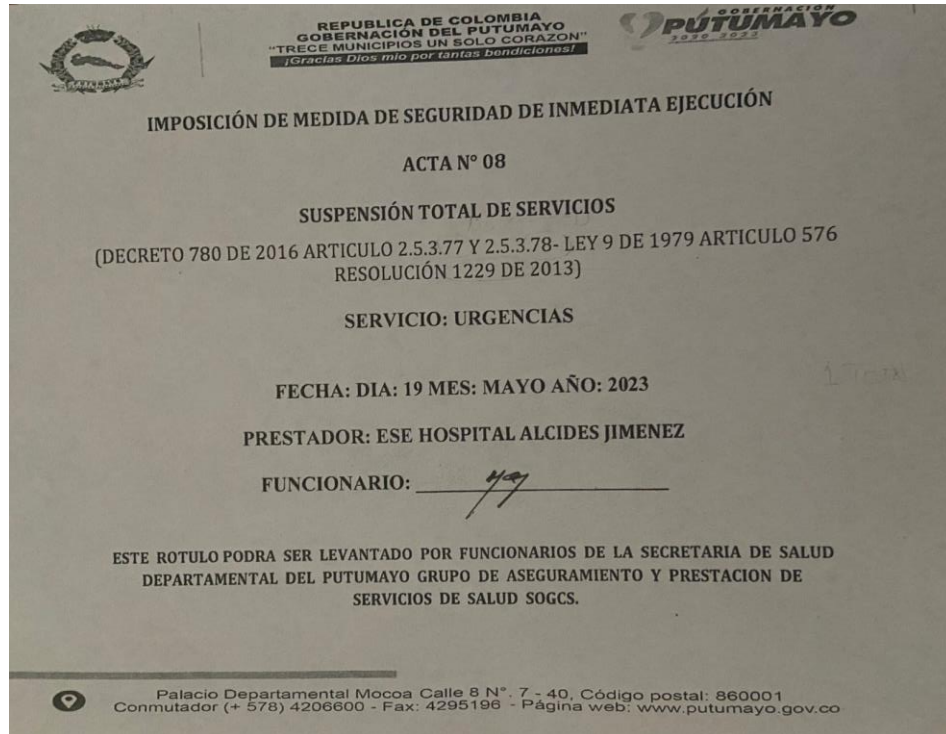 REPUBLICA DE COLOMBIA
GOBERNACIÓN DEL PUTUMAYO
"TRECE MUNICIPIOS UN SOLO CORAZON"
¡Gracias Dios mio por tantas bendiciones!
GOBERNACIÓN
PUTUMAYO
2020 2023
IMPOSICIÓN DE MEDIDA DE SEGURIDAD DE INMEDIATA EJECUCIÓN
ACTA N° 08
SUSPENSIÓN TOTAL DE SERVICIOS
(DECRETO 780 DE 2016 ARTICULO 2.5.3.77 Y 2.5.3.78- LEY 9 DE 1979 ARTICULO 576
RESOLUCIÓN 1229 DE 2013)
SERVICIO: URGENCIAS
FECHA: DIA: 19 MES: MAYO AÑO: 2023
PRESTADOR: ESE HOSPITAL ALCIDES JIMENEZ
FUNCIONARIO:
ESTE ROTULO PODRA SER LEVANTADO POR FUNCIONARIOS DE LA SECRETARIA DE SALUD
DEPARTAMENTAL DEL PUTUMAYO GRUPO DE ASEGURAMIENTO Y PRESTACION DE
SERVICIOS DE SALUD SOGCS.
Palacio Departamental Mocoa Calle 8 N°. 7 - 40, Código postal: 860001
Conmutador (+ 578) 4206600 - Fax: 4295196 - Página web: www.putumayo.gov.co